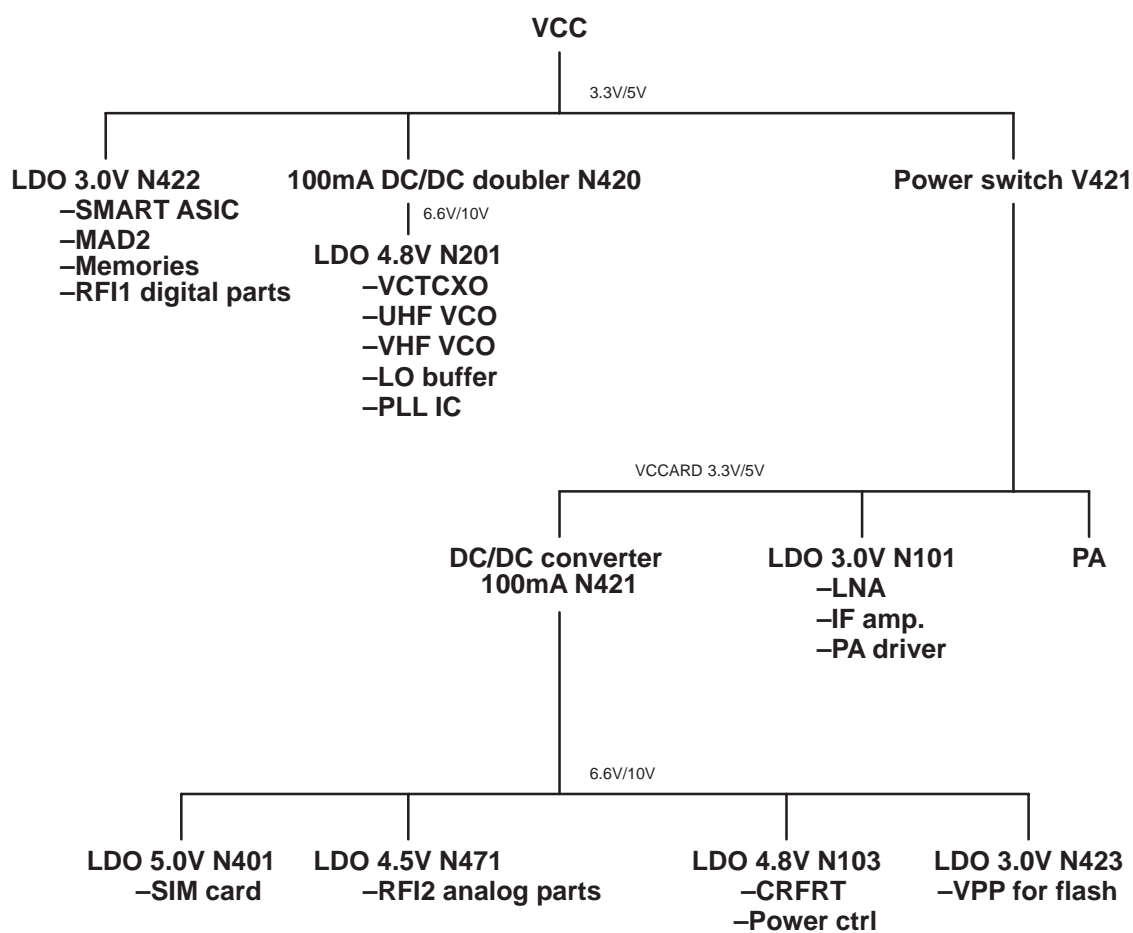 VCC
3.3V/5V
LDO 3.0V N422
–SMART ASIC
–MAD2
–Memories
–RFI1 digital parts
100mA DC/DC doubler N420
6.6V/10V
LDO 4.8V N201
–VCTCXO
–UHF VCO
–VHF VCO
–LO buffer
–PLL IC
Power switch V421
VCCARD 3.3V/5V
DC/DC converter
100mA N421
LDO 3.0V N101
–LNA
–IF amp.
–PA driver
PA
6.6V/10V
LDO 5.0V N401
–SIM card
LDO 4.5V N471
–RFI2 analog parts
LDO 4.8V N103
–CRFRT
–Power ctrl
LDO 3.0V N423
–VPP for flash